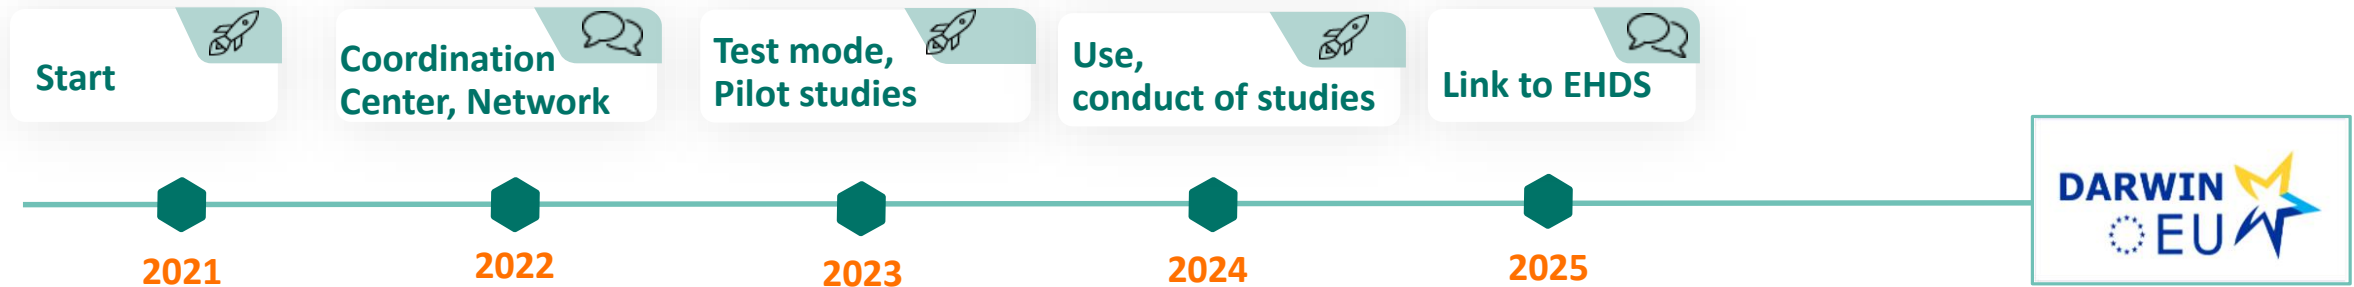 Start
Coordination
Center, Network
Test mode,
Pilot studies
Use,
conduct of studies
Link to EHDS
2021
2022
2023
2024
2025
DARWIN
EU